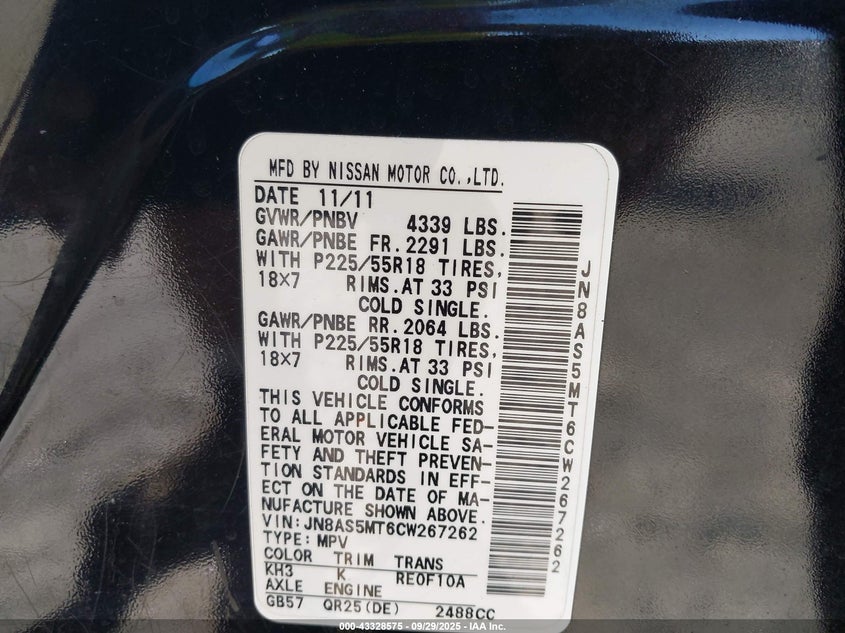 MFD BY NISSAN MOTOR CO.,LTD.
DATE 11/11
GVWR/PNBV 4339 LBS.
GAWR/PNBE FR.2291 LBS.
WITH P225/55R18 TIRES,
18X7 RIMS.AT 33 PSI
COLD SINGLE.
GAWR/PNBE RR.2064 LBS.
WITH P225/55R18 TIRES,
18X7 RIMS.AT 33 PSI
COLD SINGLE.
THIS VEHICLE CONFORMS
TO ALL APPLICABLE FED-
ERAL MOTOR VEHICLE SA-
FETY AND THEFT PREVEN-
TION STANDARDS IN EFF-
ECT ON THE DATE OF MA-
NUFACTURE SHOWN ABOVE.
VIN:JN8AS5MT6CW267262
TYPE:MPV
COLOR TRIM TRANS
KH3 K RE0F10A
AXLE ENGINE
GB57 QR25(DE) 2488CC
JN8AS5MT6CW267262
000-43328575 - 09/29/2025 - IAA Inc.